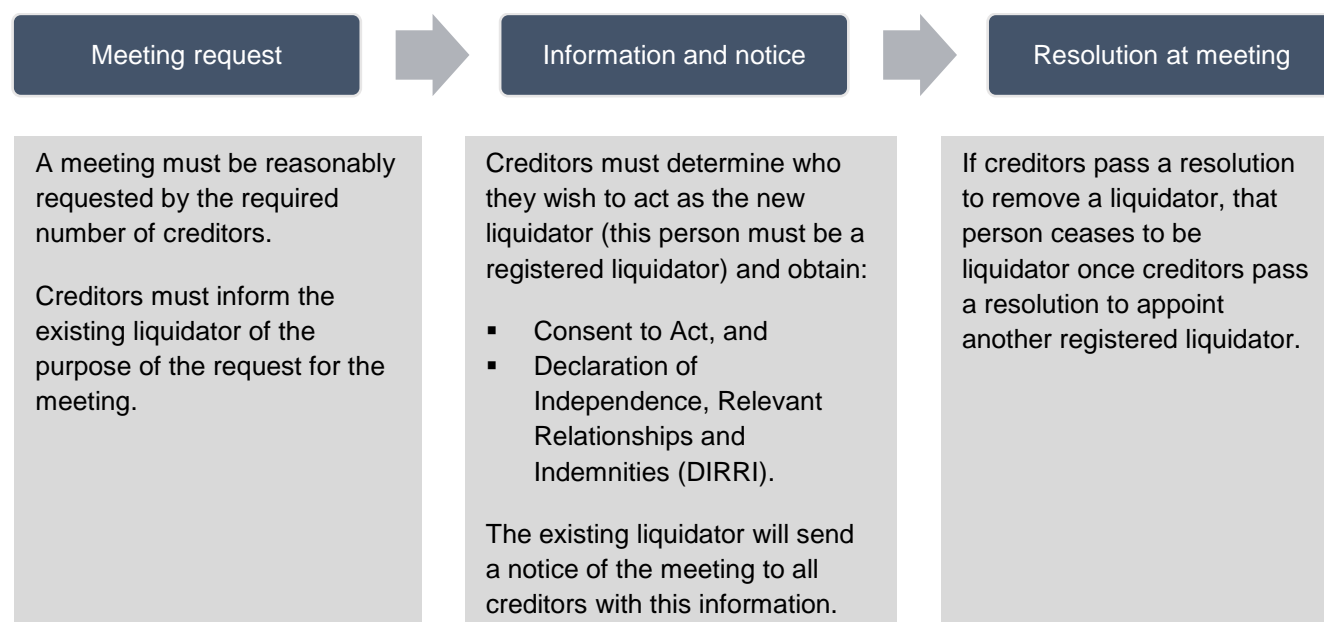 Meeting request
Information and notice
Resolution at meeting
A meeting must be reasonably
requested by the required
number of creditors.
Creditors must inform the
existing liquidator of the
purpose of the request for the
meeting.
Creditors must determine who
they wish to act as the new
liquidator (this person must be a
registered liquidator) and obtain:
▪ Consent to Act, and
▪ Declaration of
Independence, Relevant
Relationships and
Indemnities (DIRRI).
The existing liquidator will send
a notice of the meeting to all
creditors with this information.
If creditors pass a resolution
to remove a liquidator, that
person ceases to be
liquidator once creditors pass
a resolution to appoint
another registered liquidator.